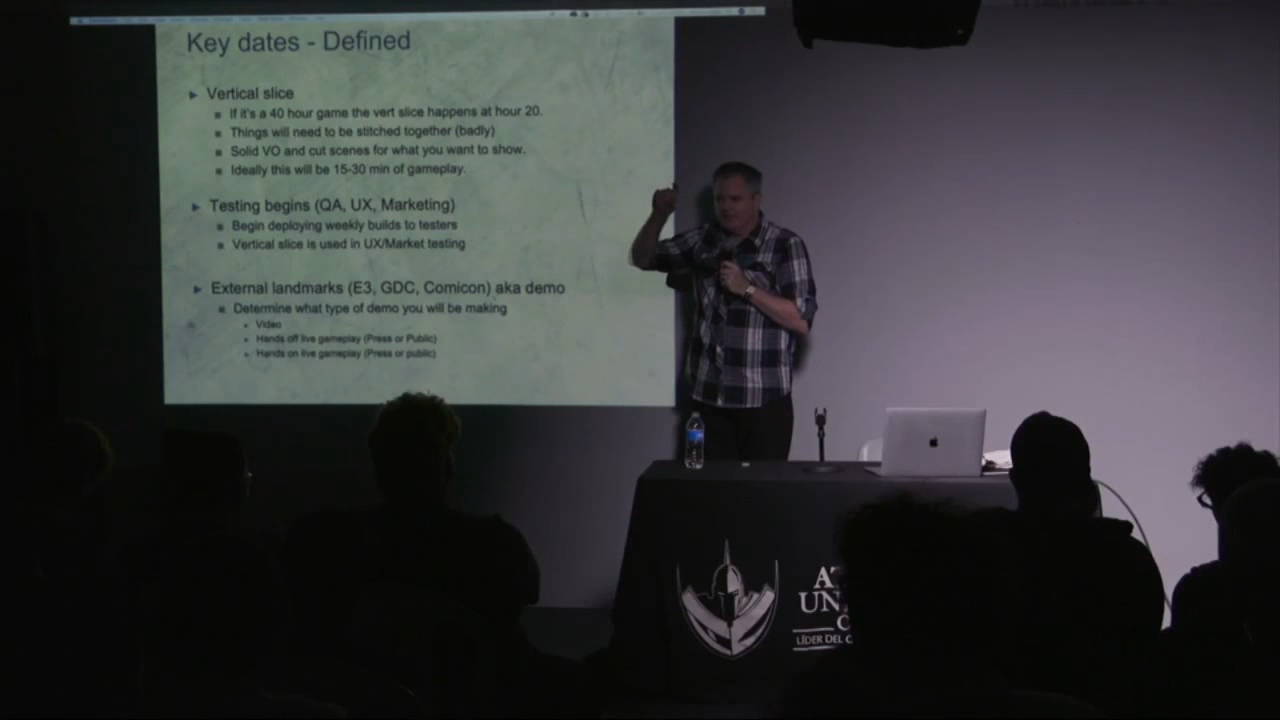 Key dates - Defined
Vertical slice
If it's a 40 hour game the vert slice happens at hour 20.
Things will need to be stitched together (badly)
Solid VO and cut scenes for what you want to show.
Ideally this will be 15-30 min of gameplay.
Testing begins (QA, UX, Marketing)
Begin deploying weekly builds to testers
Vertical slice is used in UX/Market testing
External landmarks (E3, GDC, Comicon) aka demo
Determine what type of demo you will be making
Video
Hands off live gameplay (Press or Public)
Hands on live gameplay (Press or public)
LÍDER DEL